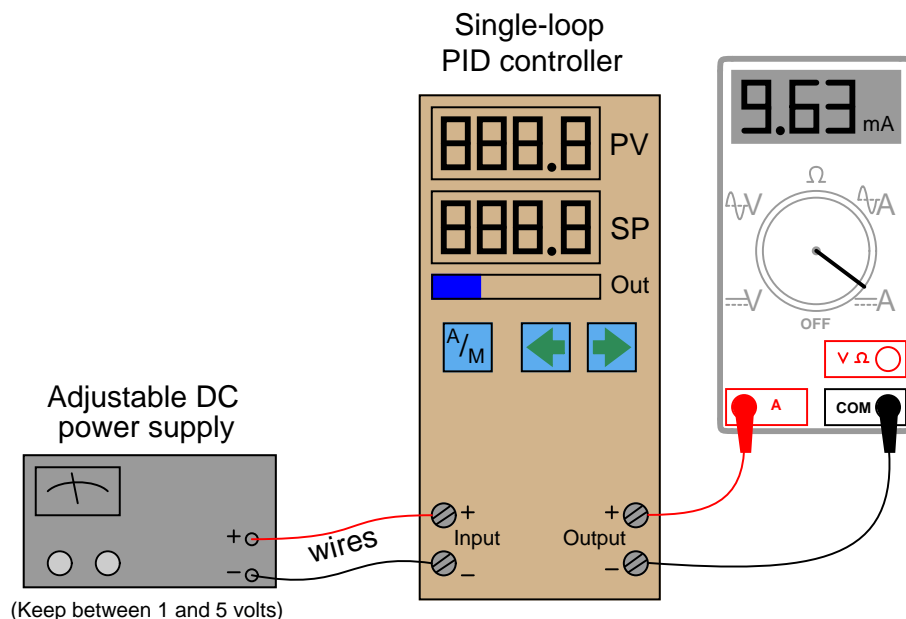 Single-loop
PID controller
9.63 mA
888.8 PV
888.8 SP
Out
A/M
Ω
V
A
V
A
OFF
V Ω
A
COM
Adjustable DC
power supply
+
−
wires
+
Input
−
+
Output
−
(Keep between 1 and 5 volts)